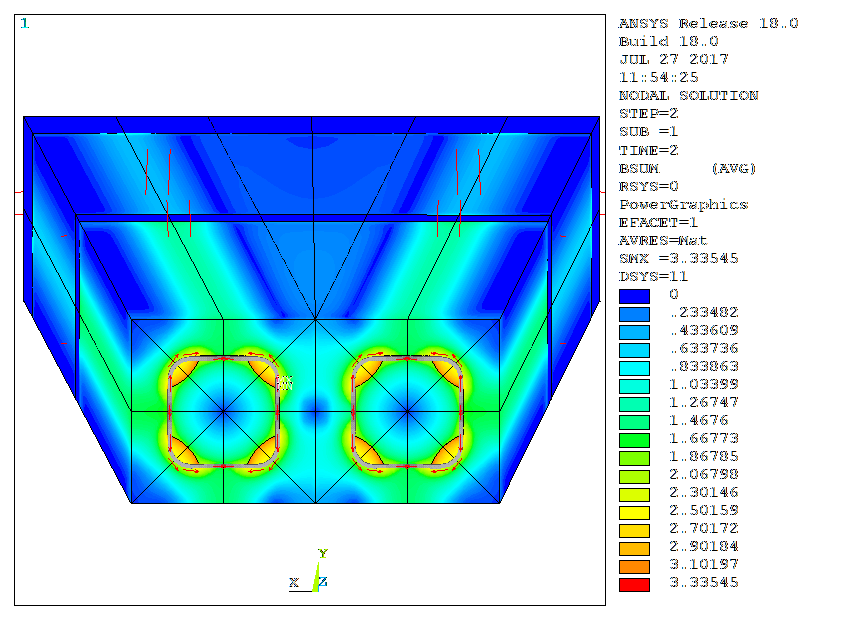 1
ANSYS Release 18.0
Build 18.0
JUL 27 2017
11:54:25
NODAL SOLUTION
STEP=2
SUB =1
TIME=2
BSUM (AVG)
RSYS=0
PowerGraphics
EFACET=1
AVRES=Mat
SMX =3.33545
DSYS=11
0
.233482
.433609
.633736
.833863
1.03399
1.26747
1.4676
1.66773
1.86785
2.06798
2.30146
2.50159
2.70172
2.90184
3.10197
3.33545
Y
X Z